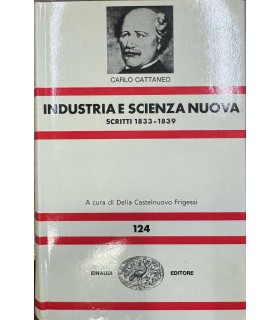 CARLO CATTANEO
INDUSTRIA E SCIENZA NUOVA
SCRITTI 1833-1839
A cura di Delia Castelnuovo Frigessi
124
EINAUDI EDITORE